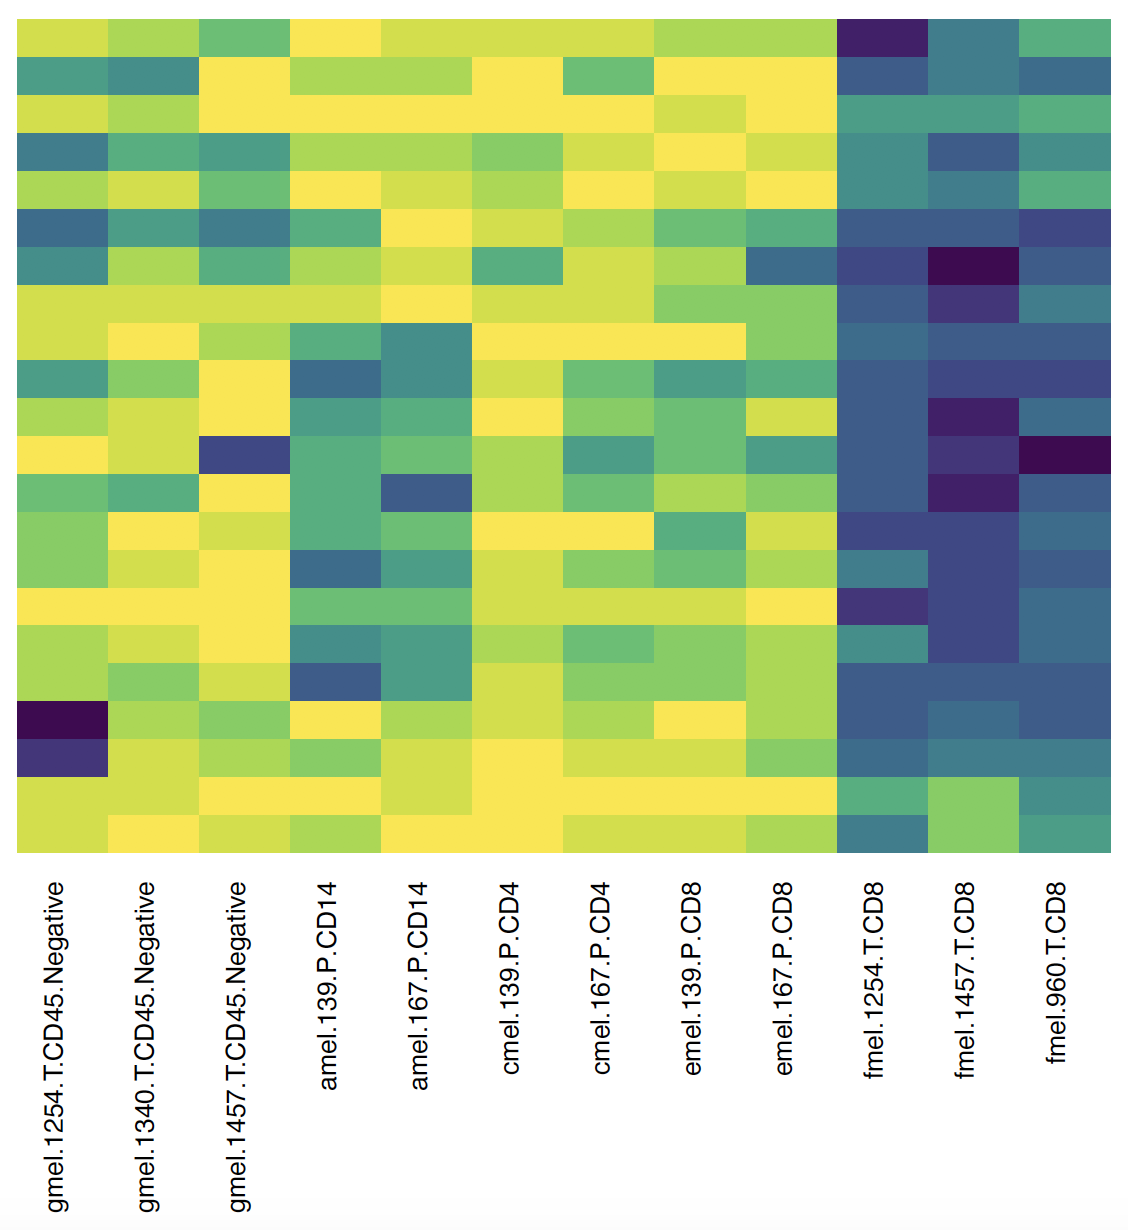 gmel.1254.T.CD45.Negative
gmel.1340.T.CD45.Negative
gmel.1457.T.CD45.Negative
amel.139.P.CD14
amel.167.P.CD14
cmel.139.P.CD4
cmel.167.P.CD4
emel.139.P.CD8
emel.167.P.CD8
fmel.1254.T.CD8
fmel.1457.T.CD8
fmel.960.T.CD8